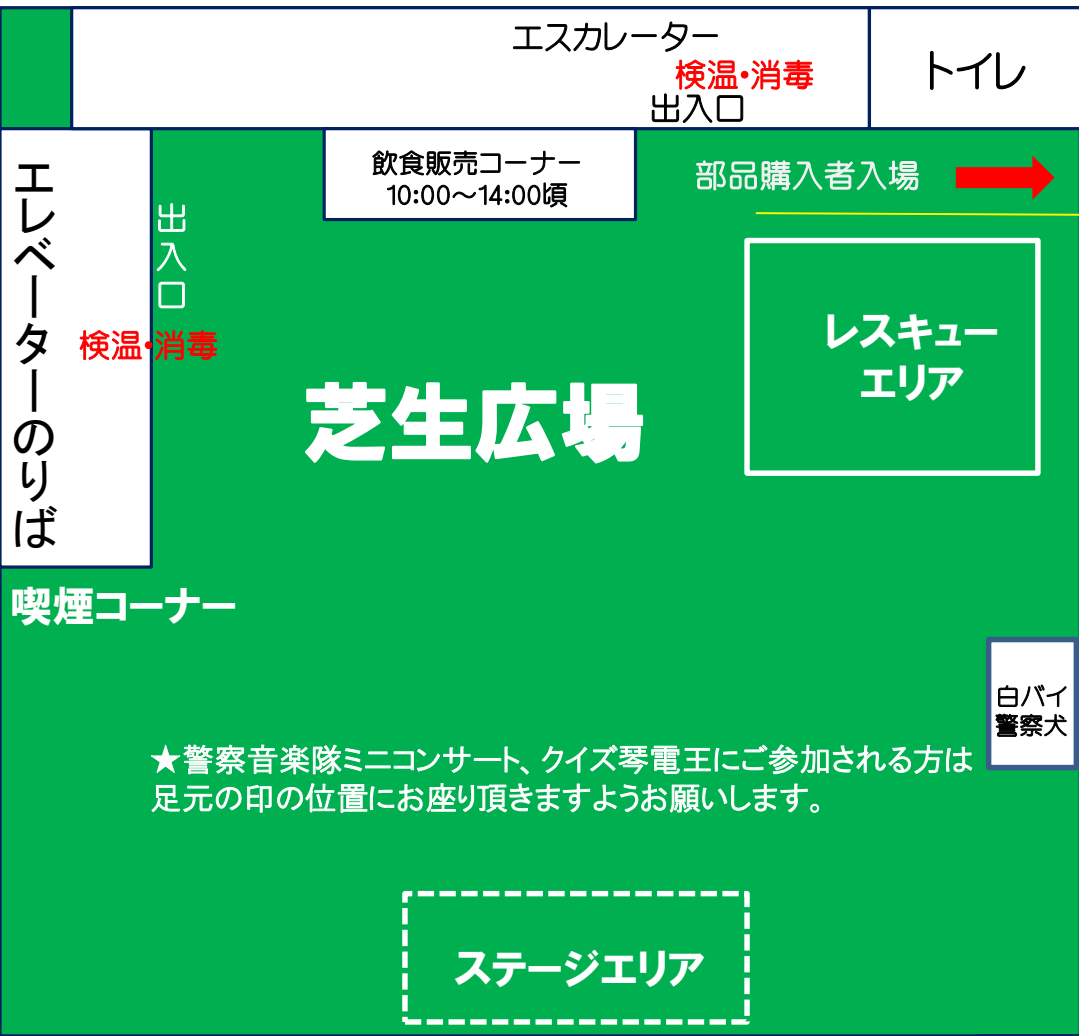 エスカレーター
検温・消毒
出入口
トイレ
エレベーターのりば
出入口
検温・消毒
飲食販売コーナー
10:00～14:00頃
部品購入者入場
レスキュー
エリア
芝生広場
喫煙コーナー
白バイ
警察犬
★警察音楽隊ミニコンサート、クイズ琴電王にご参加される方は
足元の印の位置にお座り頂きますようお願いします。
ステージエリア